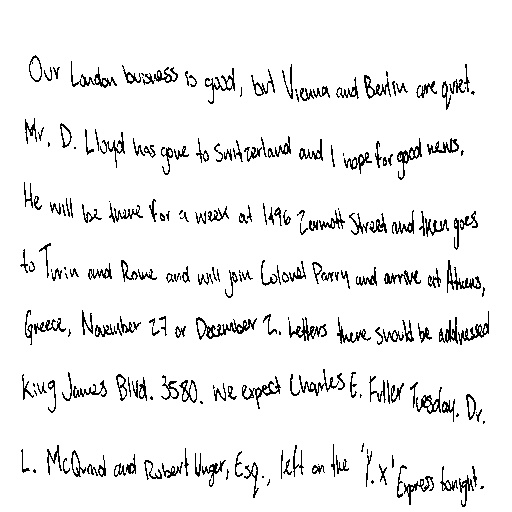 Our London business is good, but Vienna and Berlin are quiet.
Mr. D. Lloyd has gone to Switzerland and I hope for good news.
He will be there for a week at 1496 Zermott Street and then goes
to Turin and Rome and will join Colonel Parry and arrive at Athens,
Greece, November 27 or December 2. Letters there should be addressed
King James Blvd. 3580. We expect Charles E. Fuller Tuesday. Dr.
L. McQuaid and Robert Unger, Esq., left on the 'Y.X' Express tonight.